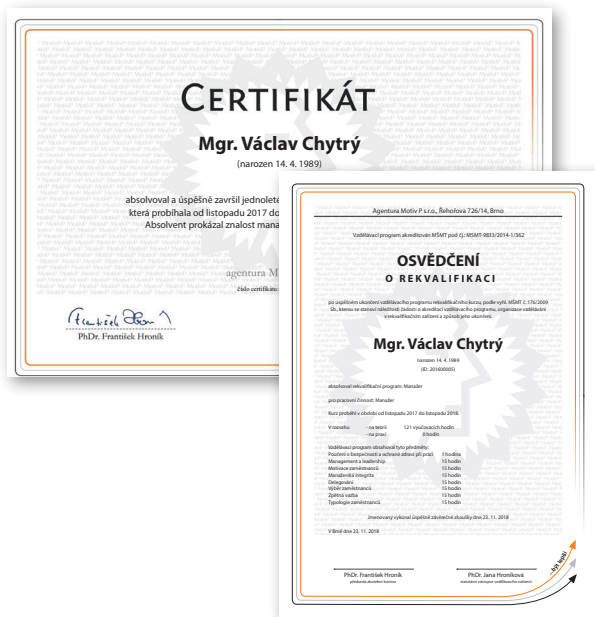 CERTIFIKÁT
Mgr. Václav Chytrý
(narozen 14. 4. 1989)
absolvoval a úspěšně završil jednolete
která probíhala od listopadu 2017 do
Absolvent prokázal znalost mana
agentura M
číslo certifikátu:
František Hroník
PhDr. František Hroník
Agentura Motiv P s.r.o., Řehořova 726/14, Brno
Vzdělávací program akreditován MŠMT pod čj.: MSMT-9833/2014-1/362
OSVĚDČENÍ
O REKVALIFIKACI
po úspěšném ukončení vzdělávacího programu rekvalifikačního kurzu, podle vyhl. MŠMT č. 176/2009
Sb., kterou se stanoví náležitosti žádosti o akreditaci vzdělávacího programu, organizace vzdělávání
v rekvalifikačním zařízení a způsob jeho ukončení.
Mgr. Václav Chytrý
narozen 14. 4. 1989
(ID: 201600005)
absolvoval rekvalifikační program: Manažer
pro pracovní činnost: Manažer
Kurz proběhl v období od listopadu 2017 do listopadu 2018
V rozsahu - na teorii 121 vyučovacích hodin
- na praxi 0 hodin
Vzdělávací program obsahoval tyto předměty:
Poučení o bezpečnosti a ochraně zdraví při práci 1 hodina
Management a leadership 15 hodin
Motivace zaměstnanců 15 hodin
Manažerská integrita 15 hodin
Delegování 15 hodin
Výběr zaměstnanců 15 hodin
Zpětná vazba 15 hodin
Typologie zaměstnanců 15 hodin
Jmenovaný vykonal úspěšně závěrečné zkoušky dne 23. 11. 2018
V Brně dne 23. 11. 2018
PhDr. František Hroník
předseda zkušební komise
PhDr. Jana Hroníková
statutární zástupce vzdělávacího zařízení
...být lepší